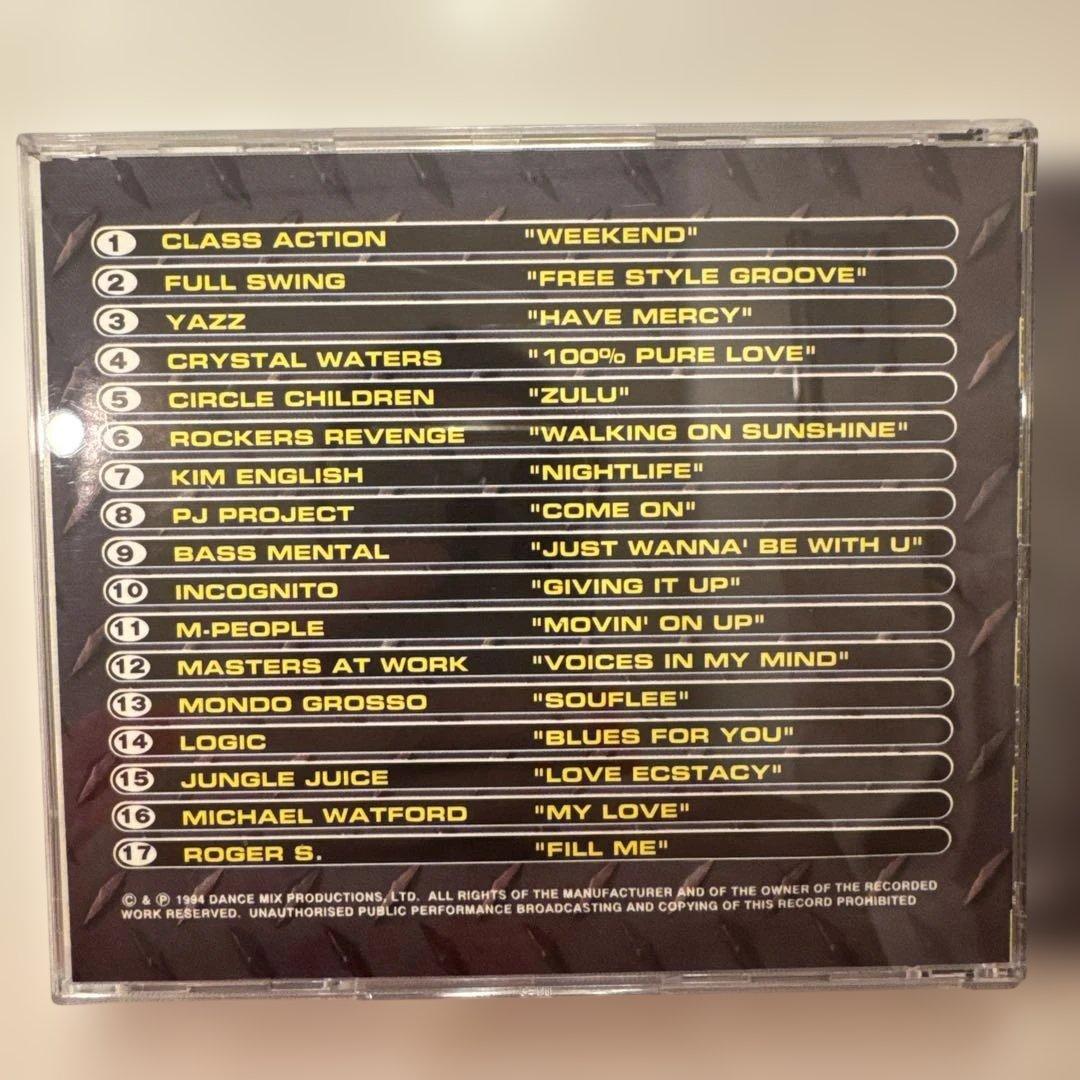 1 CLASS ACTION "WEEKEND"
2 FULL SWING "FREE STYLE GROOVE"
3 YAZZ "HAVE MERCY"
4 CRYSTAL WATERS "100% PURE LOVE"
5 CIRCLE CHILDREN "ZULU"
6 ROCKERS REVENGE "WALKING ON SUNSHINE"
7 KIM ENGLISH "NIGHTLIFE"
8 PJ PROJECT "COME ON"
9 BASS MENTAL "JUST WANNA' BE WITH U"
10 INCOGNITO "GIVING IT UP"
11 M-PEOPLE "MOVIN' ON UP"
12 MASTERS AT WORK "VOICES IN MY MIND"
13 MONDO GROSSO "SOUFLEE"
14 LOGIC "BLUES FOR YOU"
15 JUNGLE JUICE "LOVE ECSTACY"
16 MICHAEL WATFORD "MY LOVE"
17 ROGER S. "FILL ME"
© & ℗ 1994 DANCE MIX PRODUCTIONS, LTD. ALL RIGHTS OF THE MANUFACTURER AND OF THE OWNER OF THE RECORDED
WORK RESERVED. UNAUTHORISED PUBLIC PERFORMANCE BROADCASTING AND COPYING OF THIS RECORD PROHIBITED